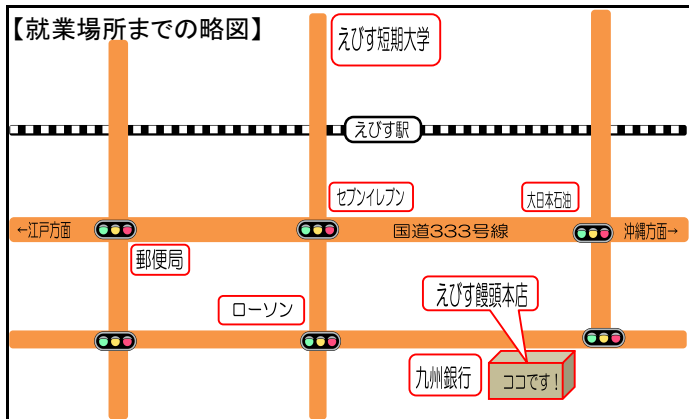 【就業場所までの略図】
えびす短期大学
えびす駅
セブンイレブン
大日本石油
←江戸方面
国道333号線
沖縄方面→
郵便局
ローソン
えびす饅頭本店
九州銀行
ココです！